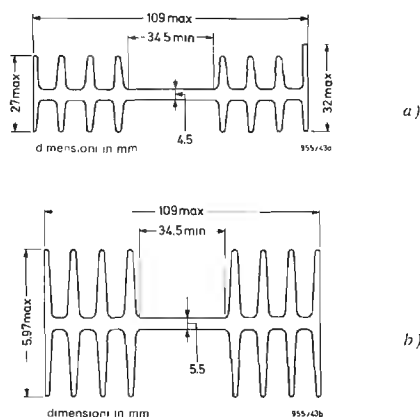 109 max
34.5 min
27 max
32 max
4.5
dimensioni in mm
955/43a
a)
109 max
34.5 min
5.97 max
5.5
dimensioni in mm
955/43b
b)